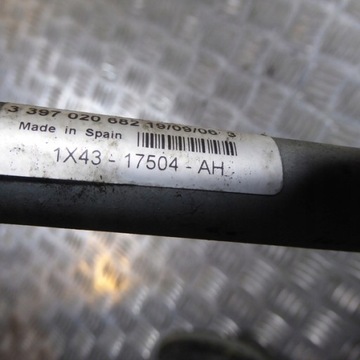 3 397 020 682 19/09/06 3
Made in Spain
1X43 - 17504 - AH